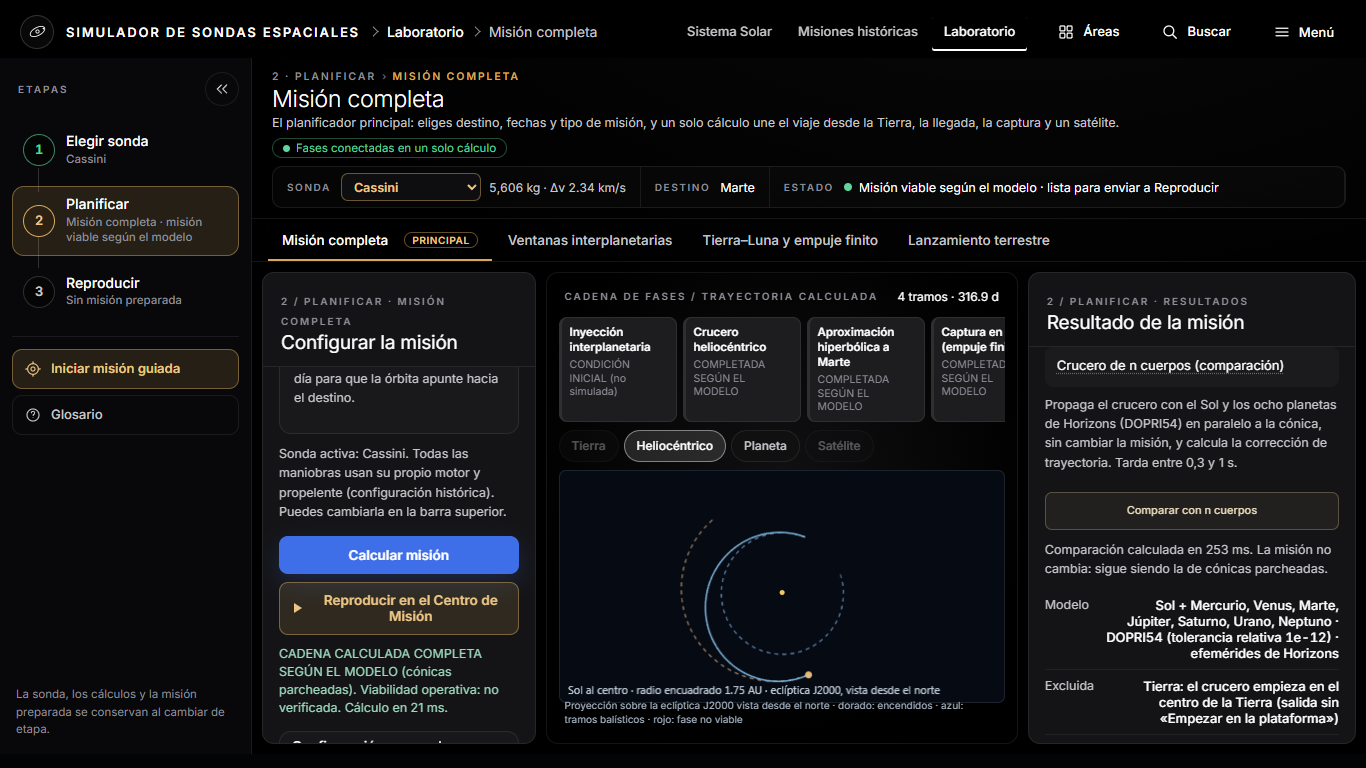 SIMULADOR DE SONDAS ESPACIALES > Laboratorio > Misión completa
Sistema Solar
Misiones históricas
Laboratorio
Áreas
Buscar
Menú
ETAPAS
1
Elegir sonda
Cassini
2
Planificar
Misión completa · misión
viable según el modelo
3
Reproducir
Sin misión preparada
Iniciar misión guiada
Glosario
La sonda, los cálculos y la misión
preparada se conservan al cambiar de
etapa.
2 · PLANIFICAR › MISIÓN COMPLETA
Misión completa
El planificador principal: eliges destino, fechas y tipo de misión, y un solo cálculo une el viaje desde la Tierra, la llegada, la captura y un satélite.
Fases conectadas en un solo cálculo
SONDA
Cassini
5,606 kg · Δv 2.34 km/s
DESTINO Marte
ESTADO
Misión viable según el modelo · lista para enviar a Reproducir
Misión completa
PRINCIPAL
Ventanas interplanetarias
Tierra–Luna y empuje finito
Lanzamiento terrestre
2 / PLANIFICAR · MISIÓN
COMPLETA
Configurar la misión
día para que la órbita apunte hacia
el destino.
Sonda activa: Cassini. Todas las
maniobras usan su propio motor y
propelente (configuración histórica).
Puedes cambiarla en la barra superior.
Calcular misión
Reproducir en el Centro de
Misión
CADENA CALCULADA COMPLETA
SEGÚN EL MODELO (cónicas
parcheadas). Viabilidad operativa: no
verificada. Cálculo en 21 ms.
CADENA DE FASES / TRAYECTORIA CALCULADA
4 tramos · 316.9 d
Inyección
interplanetaria
CONDICIÓN
INICIAL (no
simulada)
Crucero
heliocéntrico
COMPLETADA
SEGÚN EL
MODELO
Aproximación
hiperbólica a
Marte
COMPLETADA
SEGÚN EL
MODELO
Captura en
(empuje fin
COMPLETAD
SEGÚN EL
MODELO
Tierra
Heliocéntrico
Planeta
Satélite
Sol al centro · radio encuadrado 1.75 AU · eclíptica J2000, vista desde el norte
Proyección sobre la eclíptica J2000 vista desde el norte · dorado: encendidos · azul:
tramos balísticos · rojo: fase no viable
2 / PLANIFICAR · RESULTADOS
Resultado de la misión
Crucero de n cuerpos (comparación)
Propaga el crucero con el Sol y los ocho planetas
de Horizons (DOPRI54) en paralelo a la cónica,
sin cambiar la misión, y calcula la corrección de
trayectoria. Tarda entre 0,3 y 1 s.
Comparar con n cuerpos
Comparación calculada en 253 ms. La misión no
cambia: sigue siendo la de cónicas parcheadas.
Modelo
Sol + Mercurio, Venus, Marte,
Júpiter, Saturno, Urano, Neptuno ·
DOPRI54 (tolerancia relativa 1e-12) ·
efemérides de Horizons
Excluida
Tierra: el crucero empieza en el
centro de la Tierra (salida sin
«Empezar en la plataforma»)